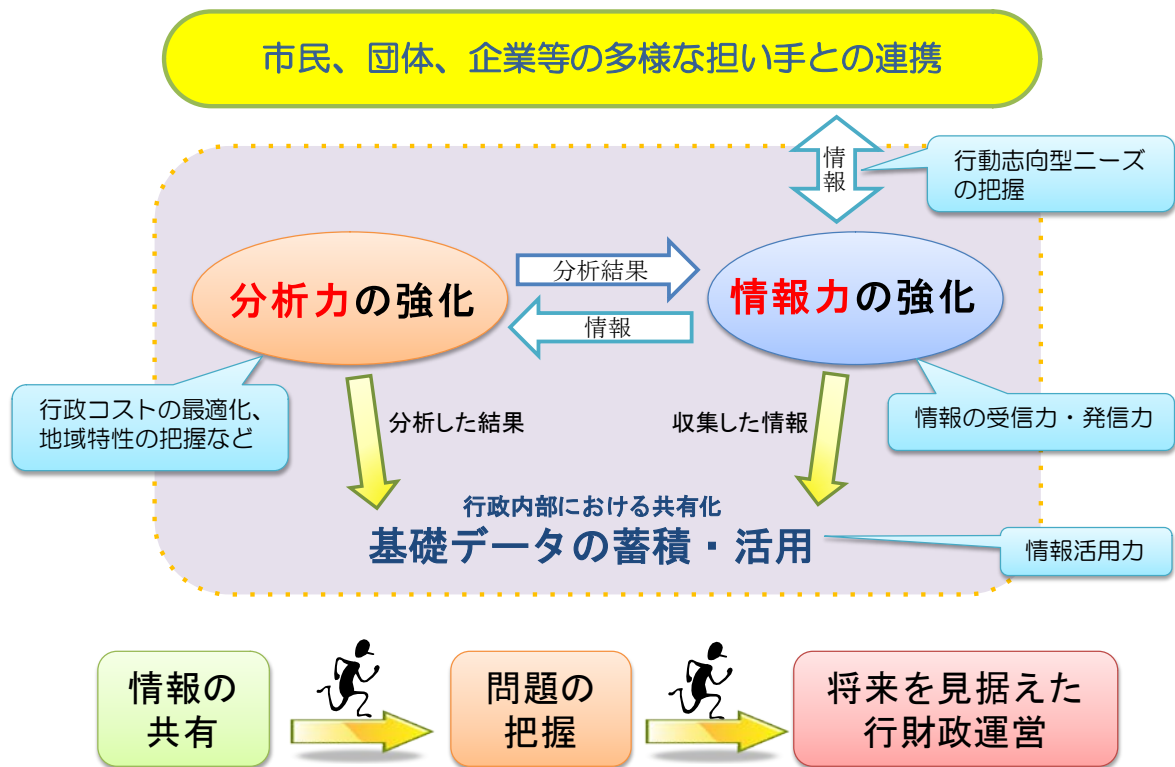 市民、団体、企業等の多様な担い手との連携
情報
行動志向型ニーズ
の把握
分析力の強化
分析結果
情報
情報力の強化
行政コストの最適化、
地域特性の把握など
分析した結果
収集した情報
情報の受信力・発信力
行政内部における共有化
基礎データの蓄積・活用
情報活用力
情報の
共有
問題の
把握
将来を見据えた
行財政運営